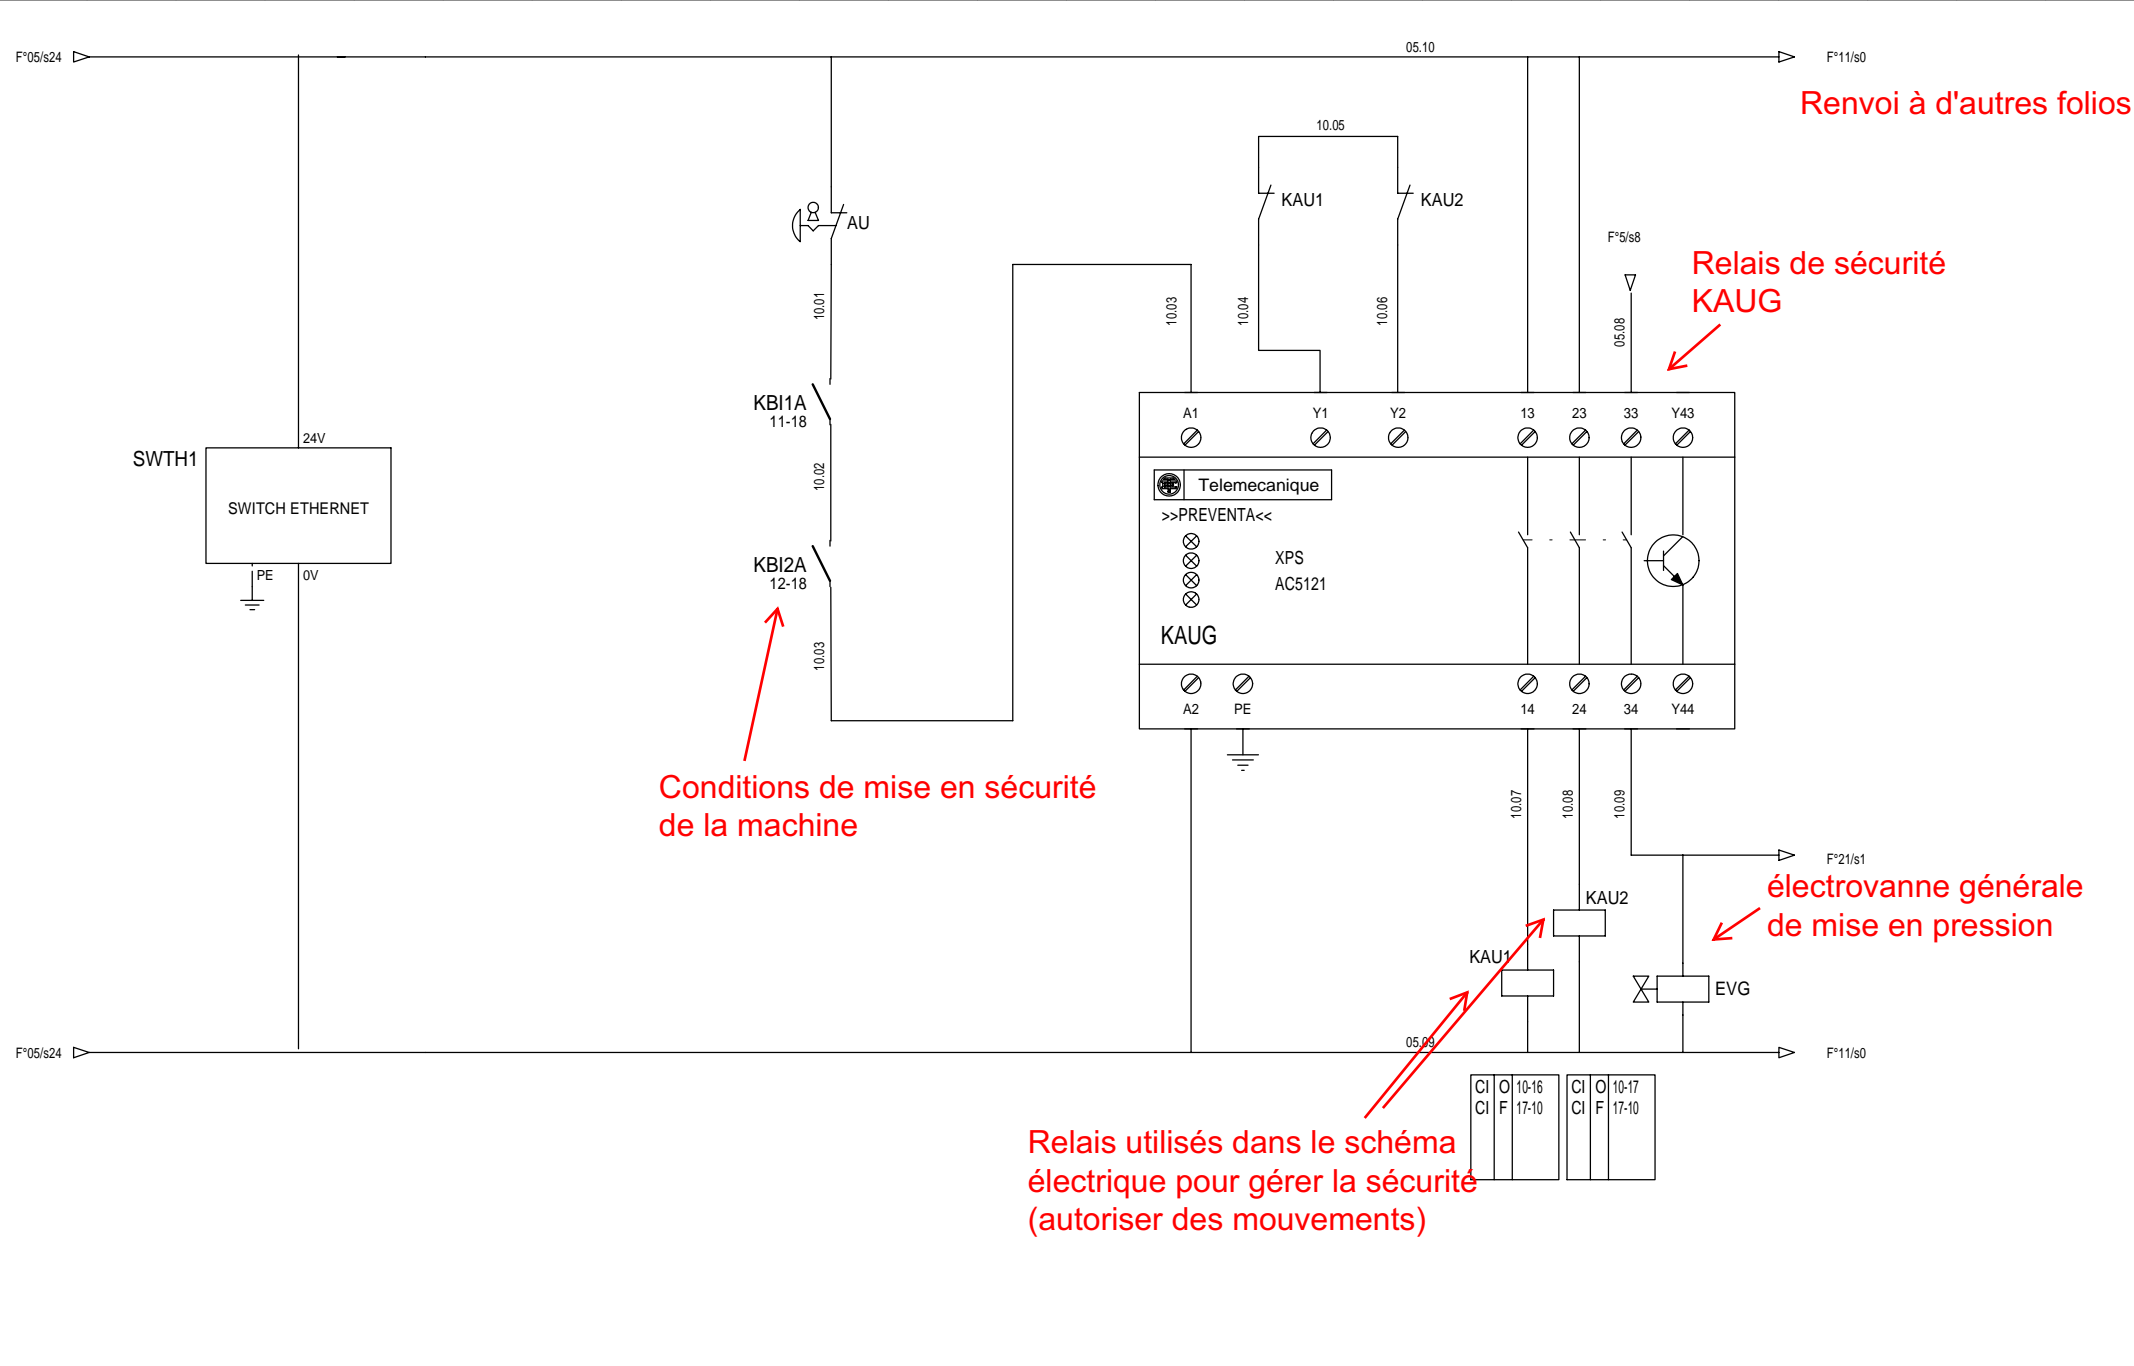 F°05/s24
05.10
F°11/s0
Renvoi à d'autres folios
10.05
AU
KAU1
KAU2
F°5/s8
Relais de sécurité
KAUG
10.01
10.03
10.04
10.06
05.08
KBI1A
11-18
A1
Y1
Y2
13
23
33
Y43
SWTH1
24V
SWITCH ETHERNET
PE
0V
10.02
Telemecanique
>>PREVENTA<<
XPS
AC5121
KAUG
KBI2A
12-18
10.03
A2
PE
14
24
34
Y44
Conditions de mise en sécurité
de la machine
10.07
10.08
10.09
F°21/s1
électrovanne générale
de mise en pression
KAU2
KAU1
EVG
F°05/s24
05.09
F°11/s0
CI O 10-16
CI F 17-10
CI O 10-17
CI F 17-10
Relais utilisés dans le schéma
électrique pour gérer la sécurité
(autoriser des mouvements)